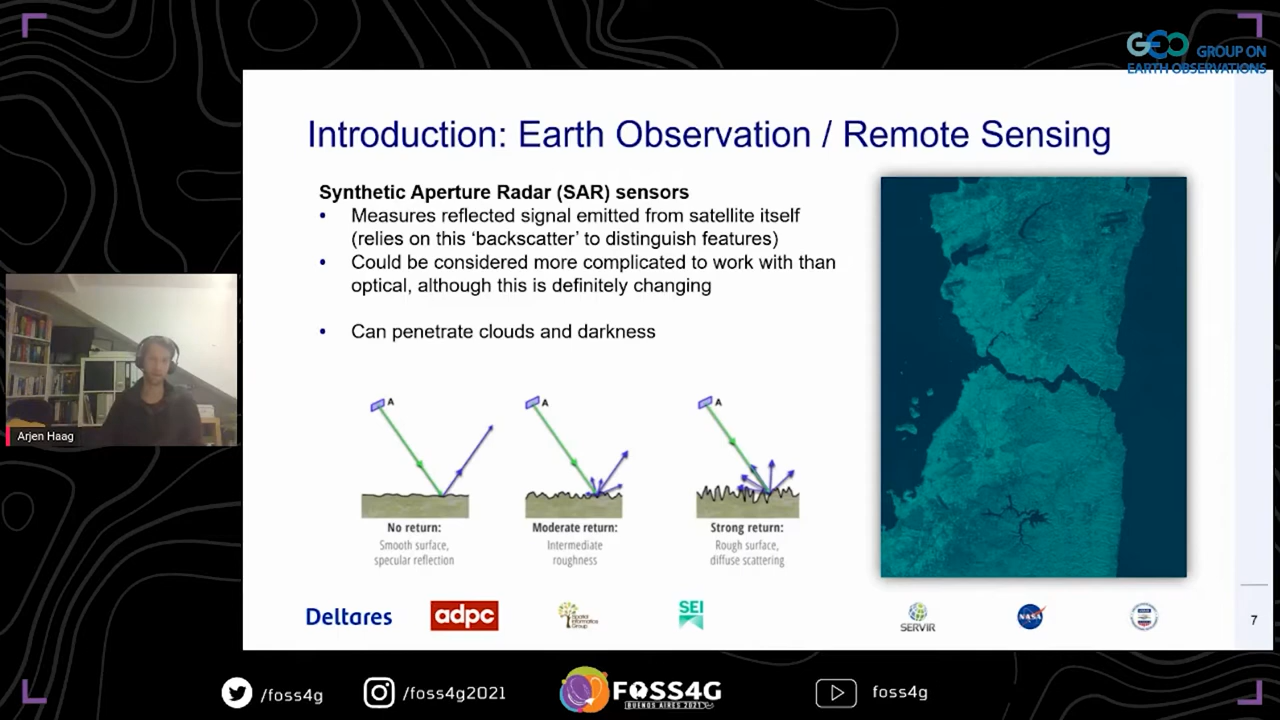 GEO GROUP ON
EARTH OBSERVATIONS
Introduction: Earth Observation / Remote Sensing
Synthetic Aperture Radar (SAR) sensors
• Measures reflected signal emitted from satellite itself
(relies on this ‘backscatter’ to distinguish features)
• Could be considered more complicated to work with than
optical, although this is definitely changing
• Can penetrate clouds and darkness
A
A
A
No return:
Smooth surface,
specular reflection
Moderate return:
Intermediate
roughness
Strong return:
Rough surface,
diffuse scattering
Arjen Haag
Deltares
adpc
Spatial
Informatics
Group
SEI
SERVIR
NASA
7
/foss4g
/foss4g2021
FOSS4G
BUENOS AIRES 2021
foss4g